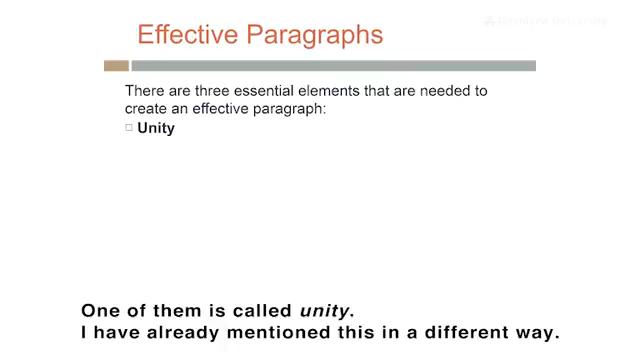 Effective Paragraphs
There are three essential elements that are needed to
create an effective paragraph:
Unity
One of them is called unity.
I have already mentioned this in a different way.